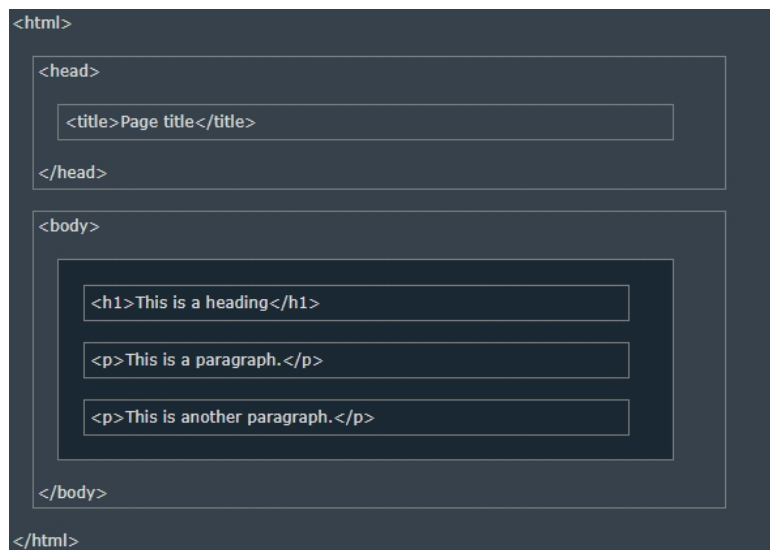 <html>
<head>
<title>Page title</title>
</head>
<body>
<h1>This is a heading</h1>
<p>This is a paragraph.</p>
<p>This is another paragraph.</p>
</body>
</html>